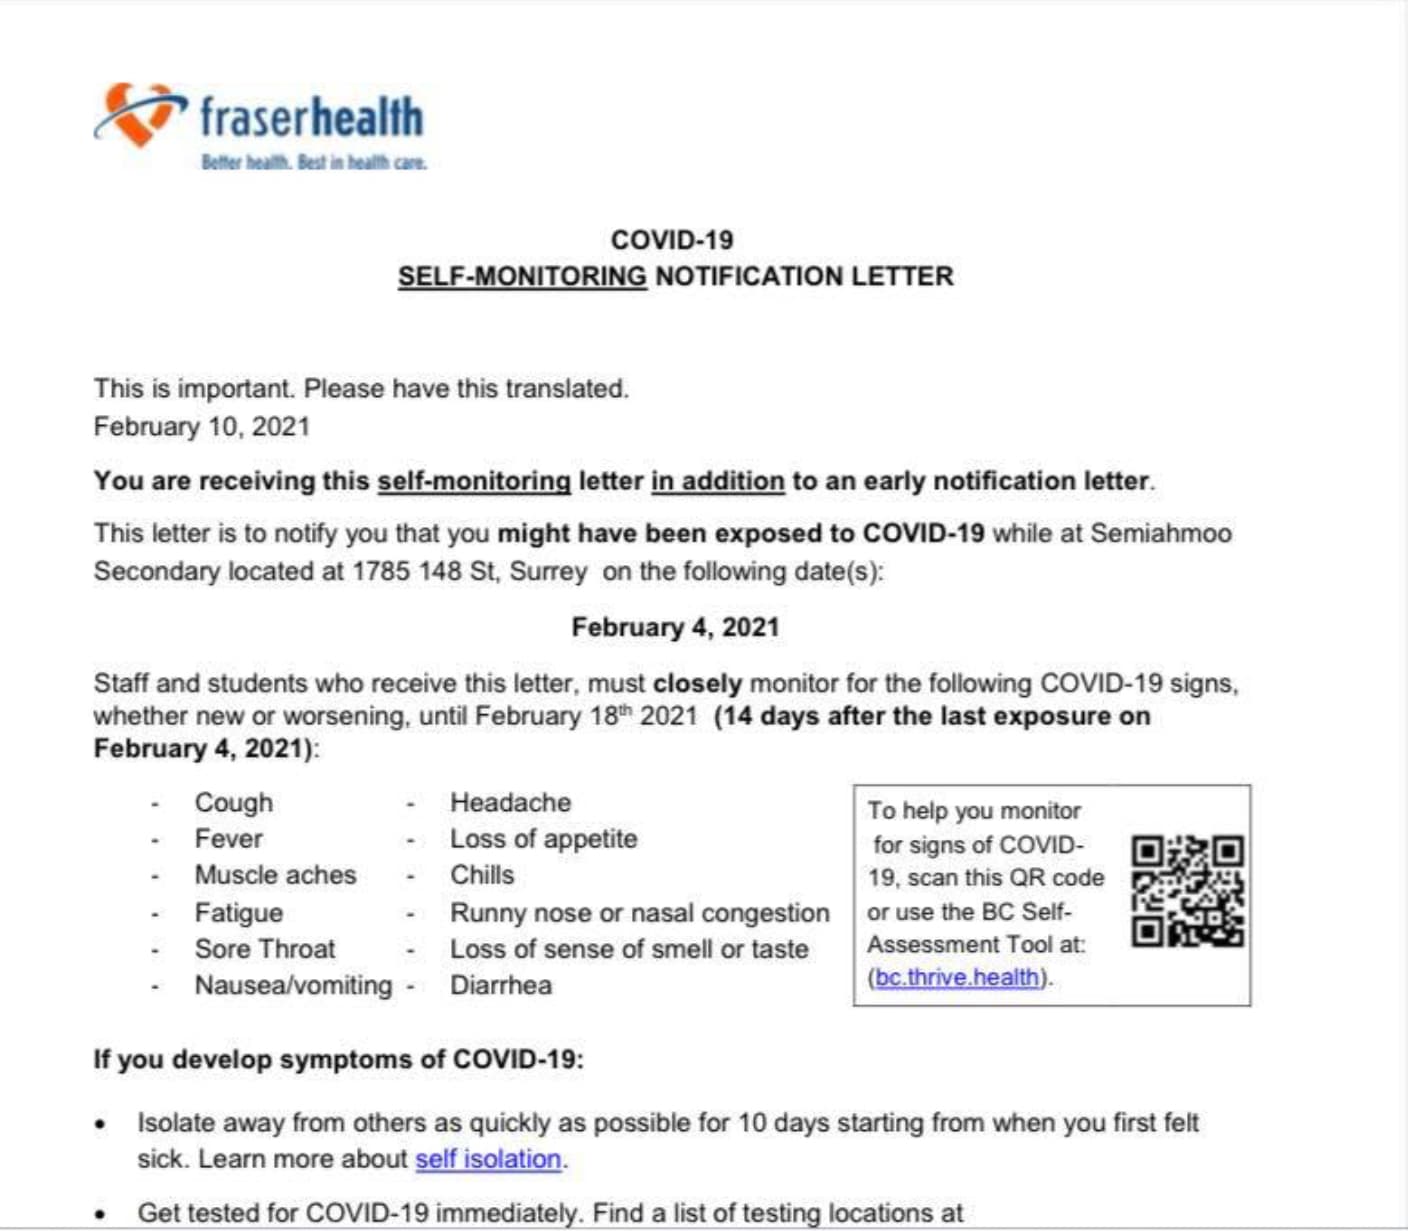 fraserhealth
Better health. Best in health care.
COVID-19
SELF-MONITORING NOTIFICATION LETTER
This is important. Please have this translated.
February 10, 2021
You are receiving this self-monitoring letter in addition to an early notification letter.
This letter is to notify you that you might have been exposed to COVID-19 while at Semiahmoo
Secondary located at 1785 148 St, Surrey  on the following date(s):
February 4, 2021
Staff and students who receive this letter, must closely monitor for the following COVID-19 signs,
whether new or worsening, until February 18th 2021  (14 days after the last exposure on
February 4, 2021):
- Cough
- Fever
- Muscle aches
- Fatigue
- Sore Throat
- Nausea/vomiting
- Headache
- Loss of appetite
- Chills
- Runny nose or nasal congestion
- Loss of sense of smell or taste
- Diarrhea
To help you monitor
for signs of COVID-
19, scan this QR code
or use the BC Self-
Assessment Tool at:
(bc.thrive.health).
If you develop symptoms of COVID-19:
• Isolate away from others as quickly as possible for 10 days starting from when you first felt
sick. Learn more about self isolation.
• Get tested for COVID-19 immediately. Find a list of testing locations at